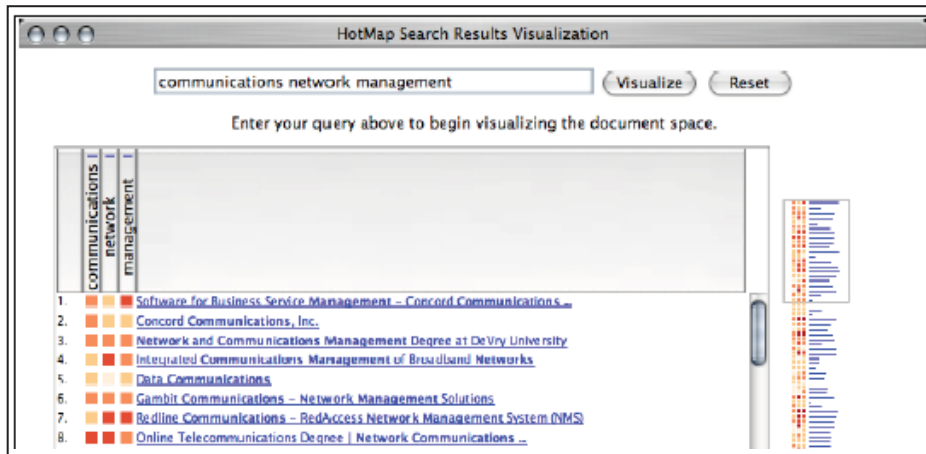 HotMap Search Results Visualization
communications network management
Visualize
Reset
Enter your query above to begin visualizing the document space.
communications
network
management
1. Software for Business Service Management – Concord Communications ...
2. Concord Communications, Inc.
3. Network and Communications Management Degree at DeVry University
4. Integrated Communications Management of Broadband Networks
5. Data Communications
6. Gambit Communications – Network Management Solutions
7. Redline Communications – RedAccess Network Management System (NMS)
8. Online Telecommunications Degree | Network Communications ...